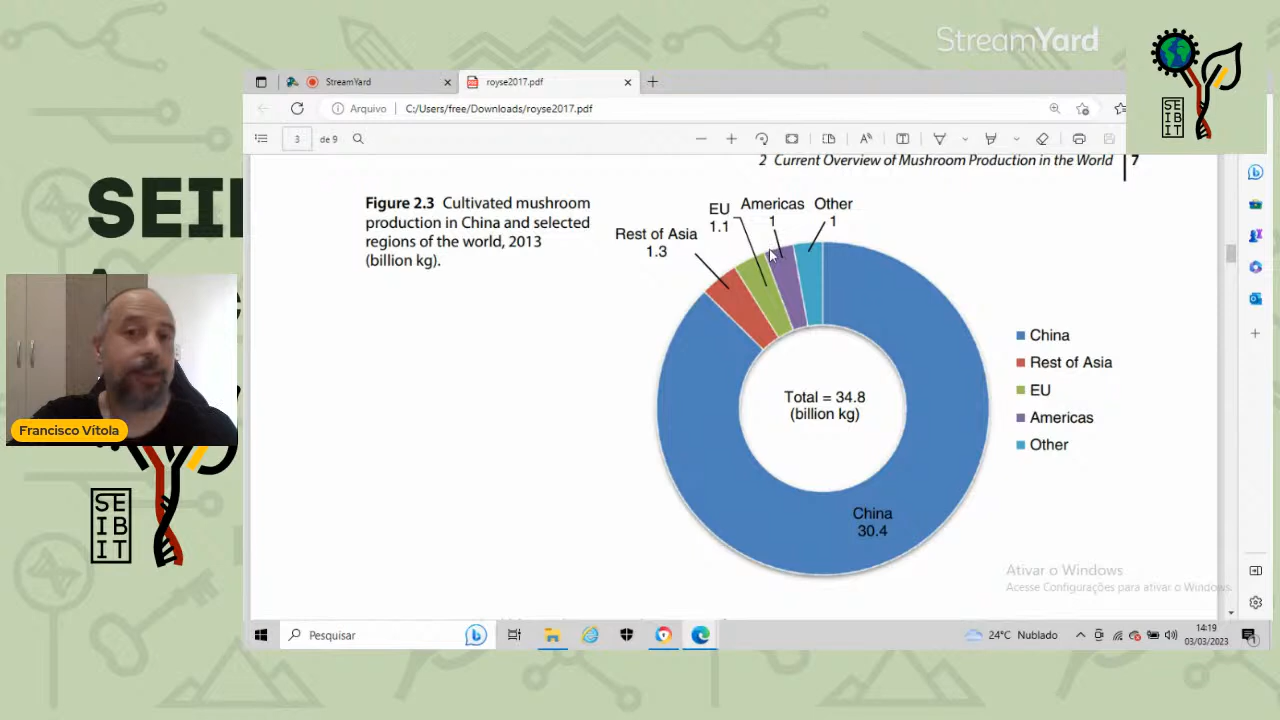 StreamYard
SEI
SE
IB
IT
StreamYard
royse2017.pdf
Arquivo
C:/Users/free/Downloads/royse2017.pdf
3
de 9
2 Current Overview of Mushroom Production in the World
7
Figure 2.3 Cultivated mushroom
production in China and selected
regions of the world, 2013
(billion kg).
Rest of Asia
1.3
EU
1.1
Americas
1
Other
1
Total = 34.8
(billion kg)
China
30.4
China
Rest of Asia
EU
Americas
Other
Francisco Vítola
SE
IB
IT
Ativar o Windows
Acesse Configurações para ativar o Windows.
Pesquisar
24°C Nublado
14:19
03/03/2023